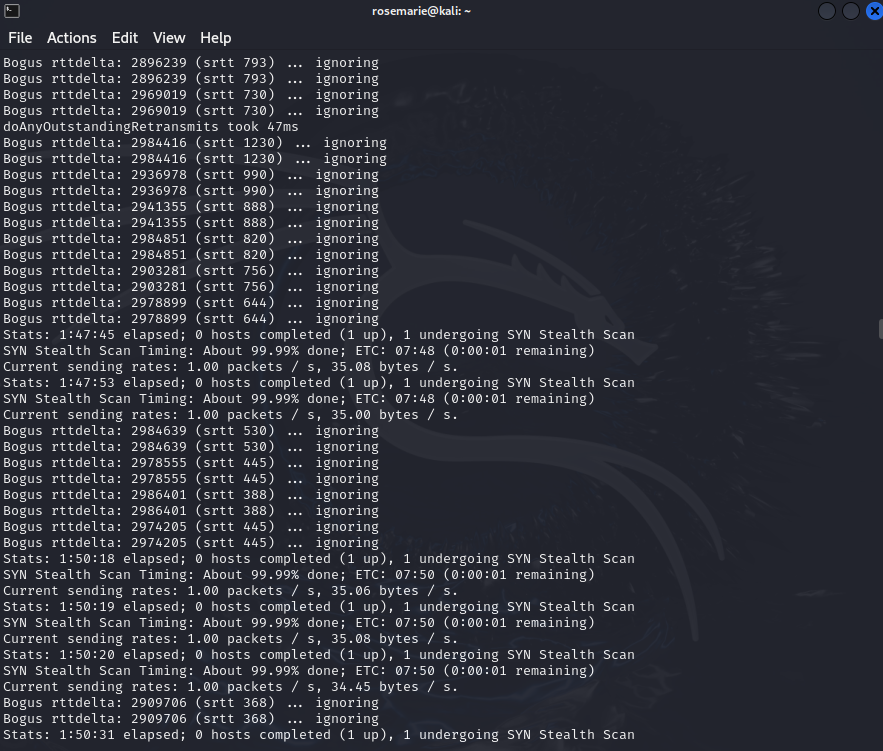 rosemarie@kali: ~
File Actions Edit View Help
Bogus rttdelta: 2896239 (srtt 793) ... ignoring
Bogus rttdelta: 2896239 (srtt 793) ... ignoring
Bogus rttdelta: 2969019 (srtt 730) ... ignoring
Bogus rttdelta: 2969019 (srtt 730) ... ignoring
doAnyOutstandingRetransmits took 47ms
Bogus rttdelta: 2984416 (srtt 1230) ... ignoring
Bogus rttdelta: 2984416 (srtt 1230) ... ignoring
Bogus rttdelta: 2936978 (srtt 990) ... ignoring
Bogus rttdelta: 2936978 (srtt 990) ... ignoring
Bogus rttdelta: 2941355 (srtt 888) ... ignoring
Bogus rttdelta: 2941355 (srtt 888) ... ignoring
Bogus rttdelta: 2984851 (srtt 820) ... ignoring
Bogus rttdelta: 2984851 (srtt 820) ... ignoring
Bogus rttdelta: 2903281 (srtt 756) ... ignoring
Bogus rttdelta: 2903281 (srtt 756) ... ignoring
Bogus rttdelta: 2978899 (srtt 644) ... ignoring
Bogus rttdelta: 2978899 (srtt 644) ... ignoring
Stats: 1:47:45 elapsed; 0 hosts completed (1 up), 1 undergoing SYN Stealth Scan
SYN Stealth Scan Timing: About 99.99% done; ETC: 07:48 (0:00:01 remaining)
Current sending rates: 1.00 packets / s, 35.08 bytes / s.
Stats: 1:47:53 elapsed; 0 hosts completed (1 up), 1 undergoing SYN Stealth Scan
SYN Stealth Scan Timing: About 99.99% done; ETC: 07:48 (0:00:01 remaining)
Current sending rates: 1.00 packets / s, 35.00 bytes / s.
Bogus rttdelta: 2984639 (srtt 530) ... ignoring
Bogus rttdelta: 2984639 (srtt 530) ... ignoring
Bogus rttdelta: 2978555 (srtt 445) ... ignoring
Bogus rttdelta: 2978555 (srtt 445) ... ignoring
Bogus rttdelta: 2986401 (srtt 388) ... ignoring
Bogus rttdelta: 2986401 (srtt 388) ... ignoring
Bogus rttdelta: 2974205 (srtt 445) ... ignoring
Bogus rttdelta: 2974205 (srtt 445) ... ignoring
Stats: 1:50:18 elapsed; 0 hosts completed (1 up), 1 undergoing SYN Stealth Scan
SYN Stealth Scan Timing: About 99.99% done; ETC: 07:50 (0:00:01 remaining)
Current sending rates: 1.00 packets / s, 35.06 bytes / s.
Stats: 1:50:19 elapsed; 0 hosts completed (1 up), 1 undergoing SYN Stealth Scan
SYN Stealth Scan Timing: About 99.99% done; ETC: 07:50 (0:00:01 remaining)
Current sending rates: 1.00 packets / s, 35.08 bytes / s.
Stats: 1:50:20 elapsed; 0 hosts completed (1 up), 1 undergoing SYN Stealth Scan
SYN Stealth Scan Timing: About 99.99% done; ETC: 07:50 (0:00:01 remaining)
Current sending rates: 1.00 packets / s, 34.45 bytes / s.
Bogus rttdelta: 2909706 (srtt 368) ... ignoring
Bogus rttdelta: 2909706 (srtt 368) ... ignoring
Stats: 1:50:31 elapsed; 0 hosts completed (1 up), 1 undergoing SYN Stealth Scan